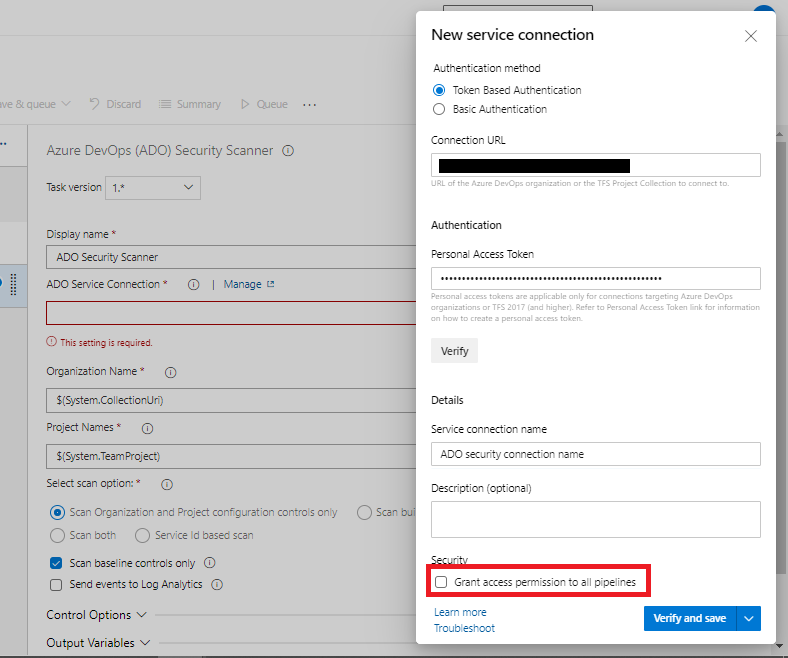 & queue
Discard
Summary
Queue
...
Azure DevOps (ADO) Security Scanner
Task version 1.*
Display name *
ADO Security Scanner
ADO Service Connection * | Manage
This setting is required.
Organization Name *
$(System.CollectionUri)
Project Names *
$(System.TeamProject)
Select scan option: *
Scan Organization and Project configuration controls only
Scan
Scan both
Service Id based scan
Scan baseline controls only
Send events to Log Analytics
Control Options
Output Variables
New service connection
Authentication method
Token Based Authentication
Basic Authentication
Connection URL
URL of the Azure DevOps organization or the TFS Project Collection to connect to.
Authentication
Personal Access Token
Personal access tokens are applicable only for connections targeting Azure DevOps
organizations or TFS 2017 (and higher). Refer to Personal Access Token link for information
on how to create a personal access token.
Verify
Details
Service connection name
ADO security connection name
Description (optional)
Security
Grant access permission to all pipelines
Learn more
Troubleshoot
Verify and save